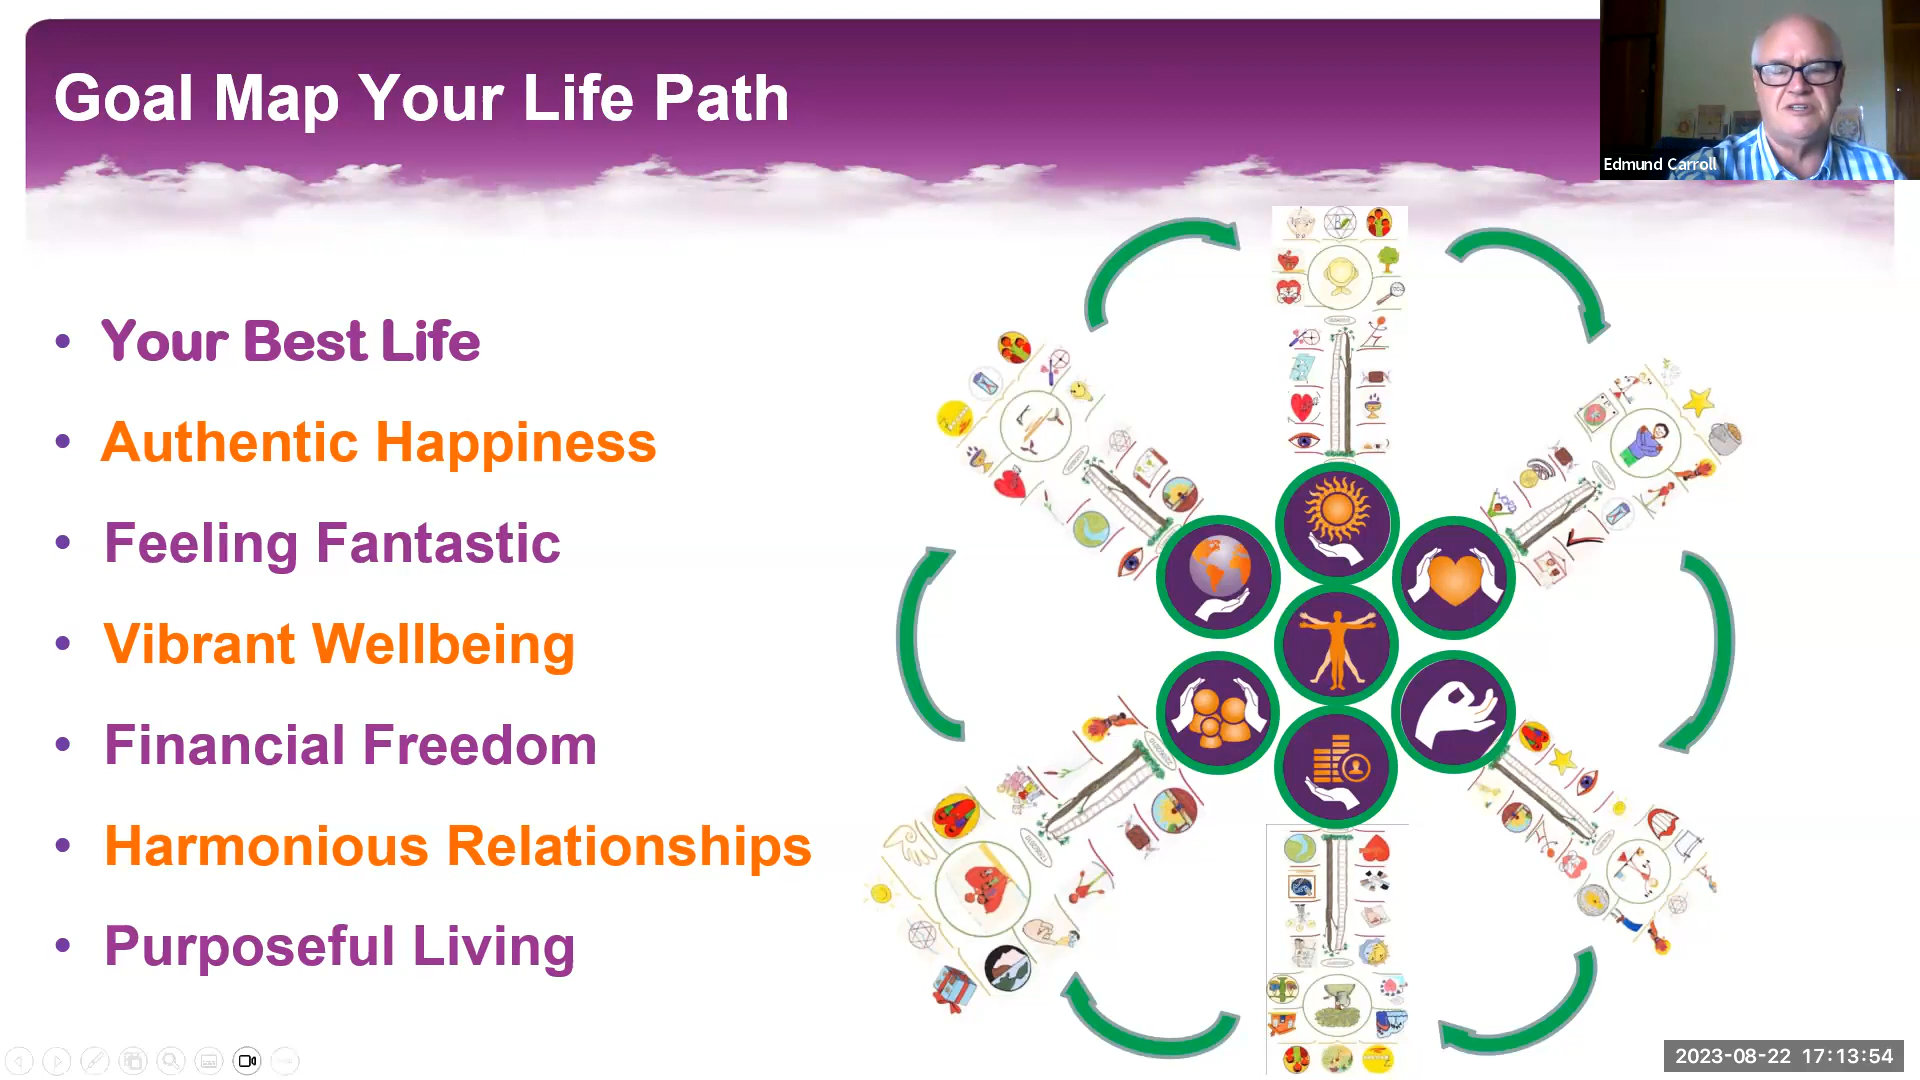 Goal Map Your Life Path
Edmund Carroll
• Your Best Life
• Authentic Happiness
• Feeling Fantastic
• Vibrant Wellbeing
• Financial Freedom
• Harmonious Relationships
• Purposeful Living
2023-08-22 17:13:54